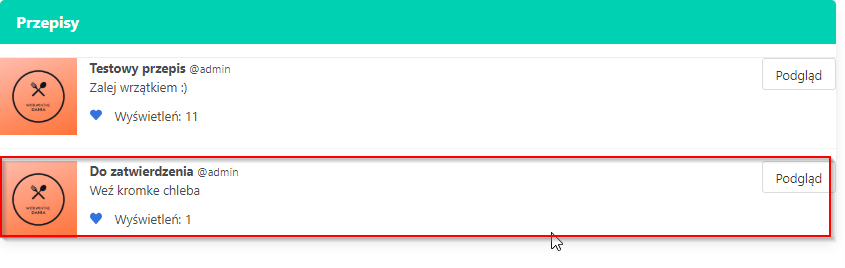 Przepisy
Testowy przepis @admin
Podgląd
Zalej wrzątkiem :)
Wyświetleń: 11
Do zatwierdzenia @admin
Podgląd
Weź kromke chleba
Wyświetleń: 1